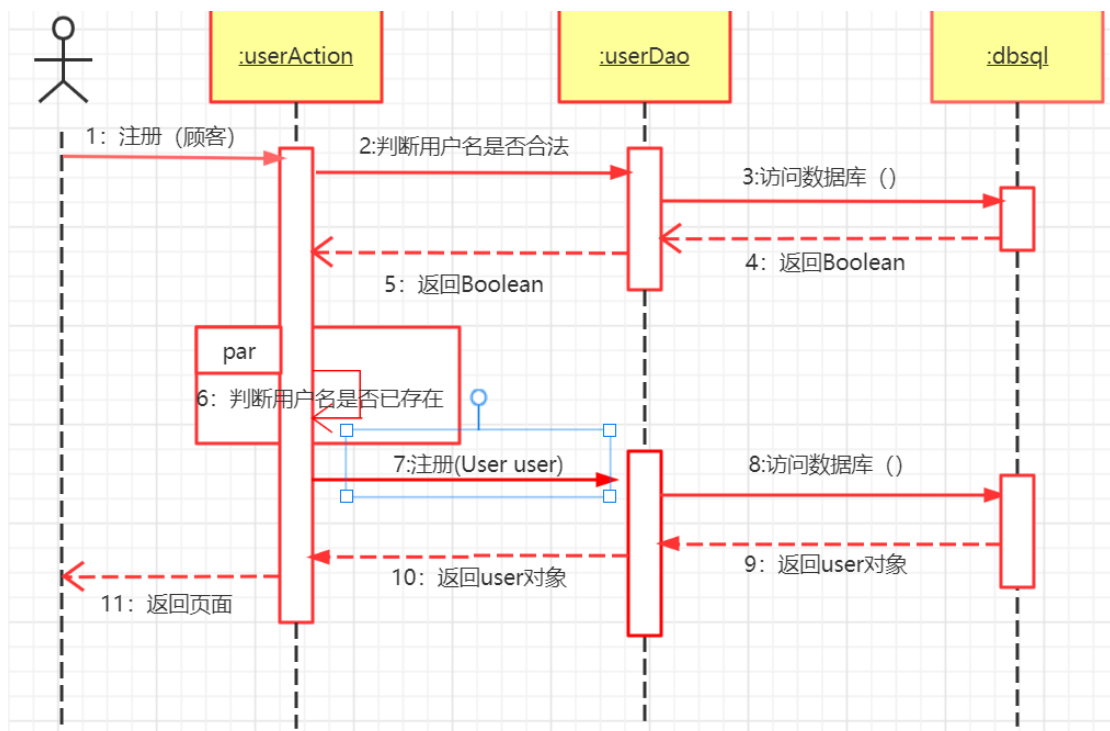 :userAction
:userDao
:dbsql
1：注册（顾客）
2:判断用户名是否合法
3:访问数据库（）
4：返回Boolean
5：返回Boolean
par
6：判断用户名是否已存在
7:注册(User user)
8:访问数据库（）
9：返回user对象
10：返回user对象
11：返回页面